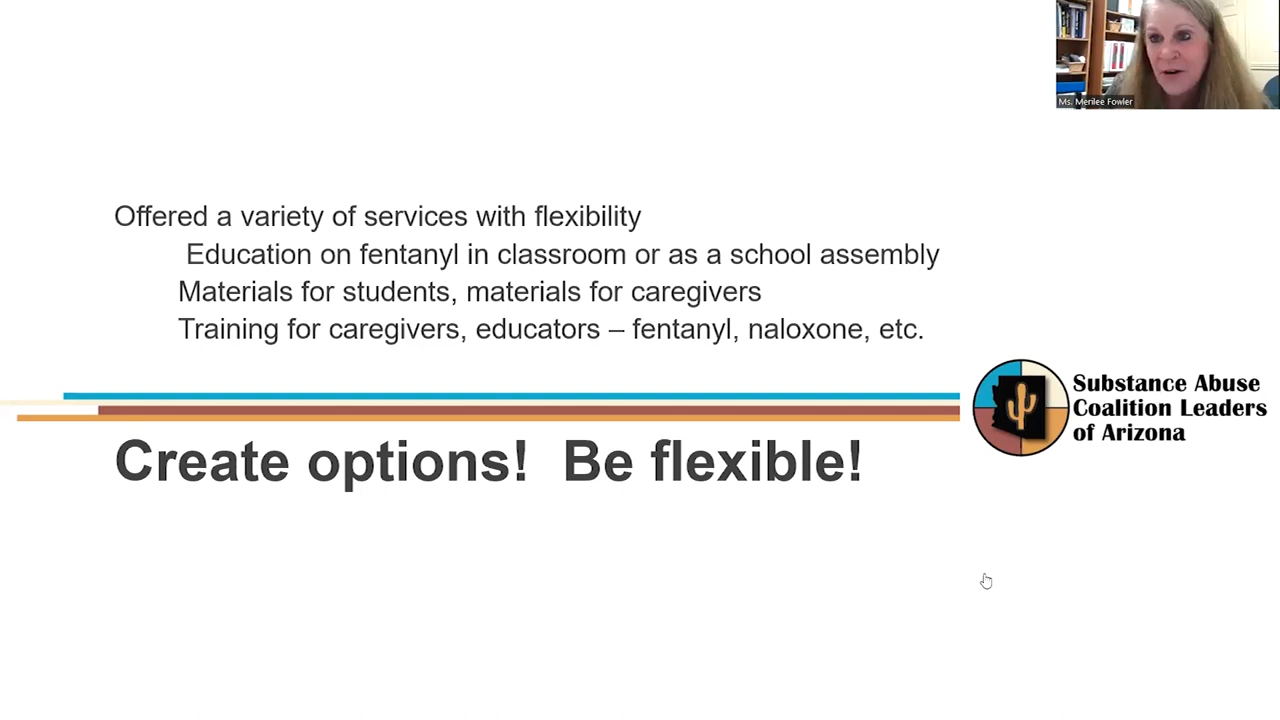 Ms. Merilee Fowler
Offered a variety of services with flexibility
Education on fentanyl in classroom or as a school assembly
Materials for students, materials for caregivers
Training for caregivers, educators – fentanyl, naloxone, etc.
Substance Abuse
Coalition Leaders
of Arizona
Create options!  Be flexible!